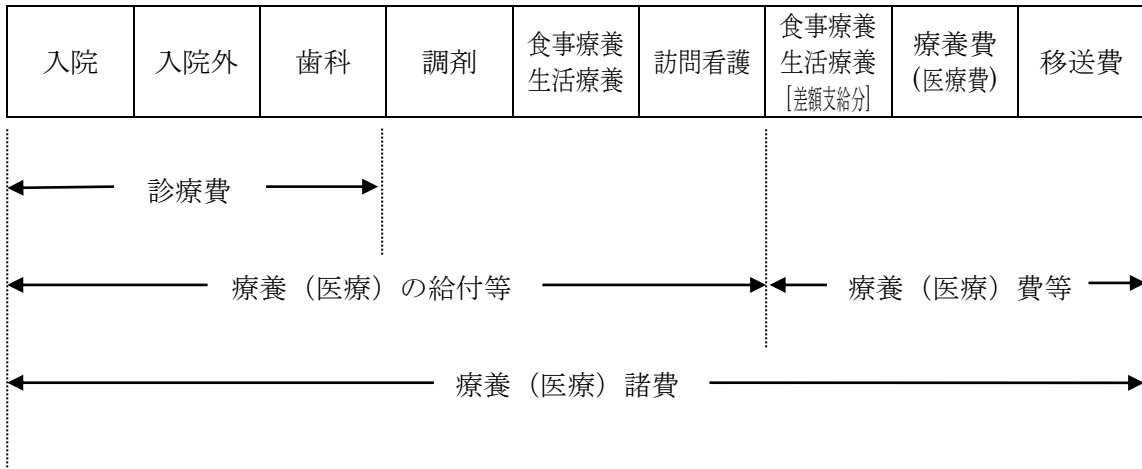 入院
入院外
歯科
調剤
食事療養
生活療養
訪問看護
食事療養
生活療養
[差額支給分]
療養費
(医療費)
移送費
診療費
療養（医療）の給付等
療養（医療）費等
療養（医療）諸費